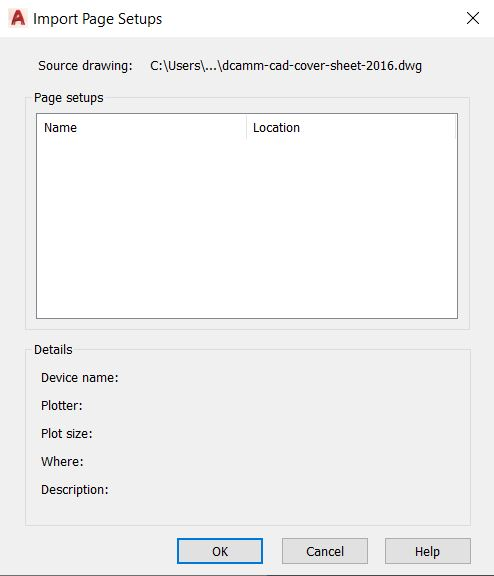 Import Page Setups
Source drawing: C:\Users\...\dcamm-cad-cover-sheet-2016.dwg
Page setups
Name Location
Details
Device name:
Plotter:
Plot size:
Where:
Description:
OK Cancel Help